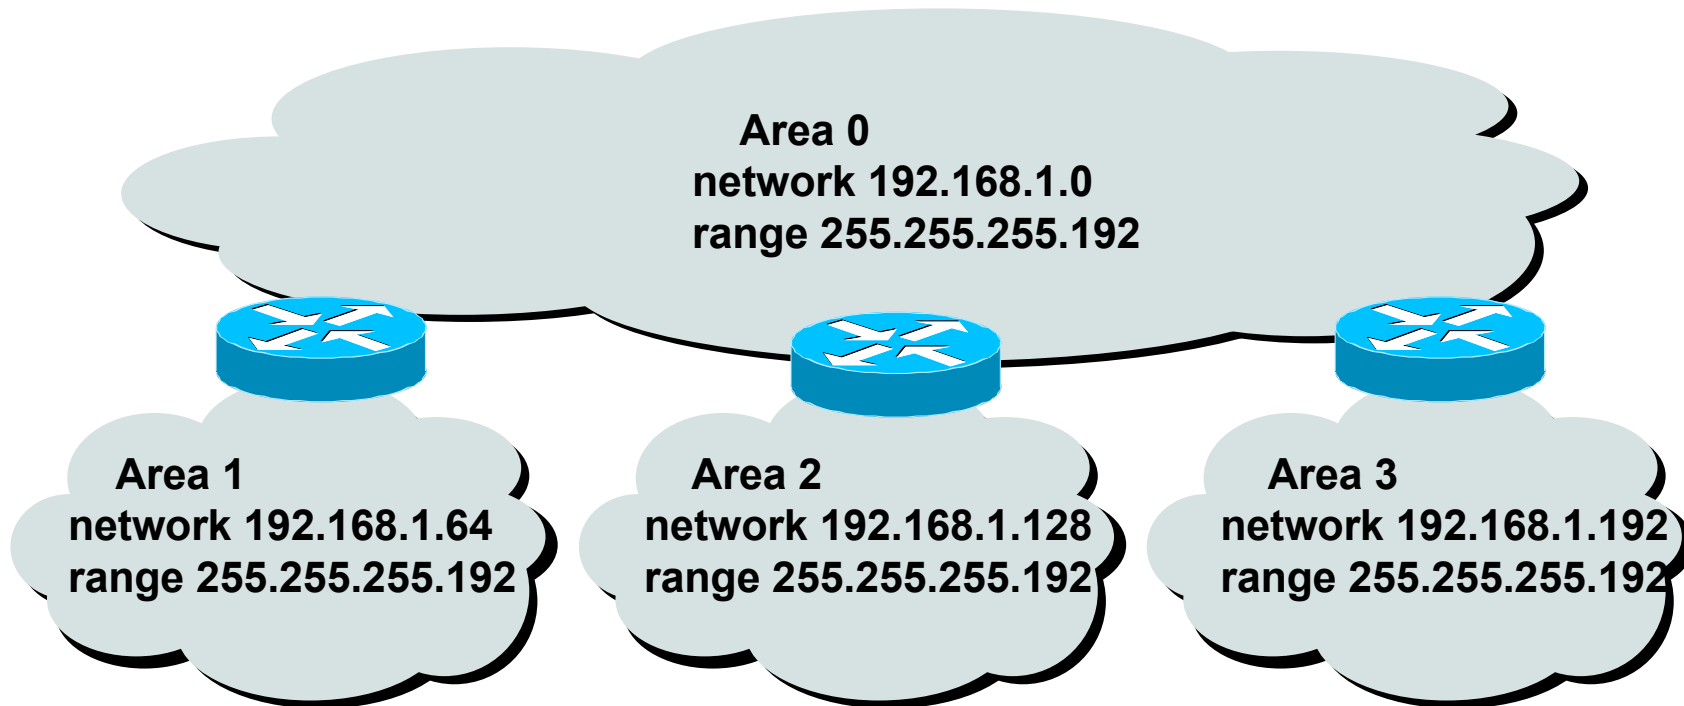 Area 0
network 192.168.1.0
range 255.255.255.192
Area 1
network 192.168.1.64
range 255.255.255.192
Area 2
network 192.168.1.128
range 255.255.255.192
Area 3
network 192.168.1.192
range 255.255.255.192